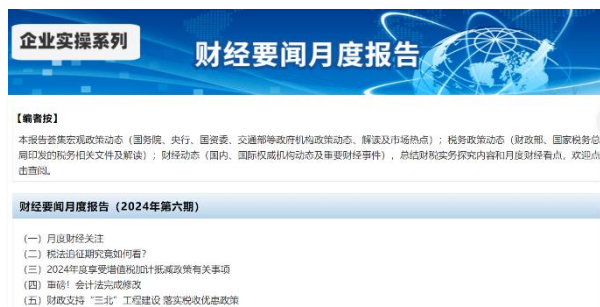 企业实操系列
财经要闻月度报告
【编者按】
本报告荟集宏观政策动态（国务院、央行、国资委、交通部等政府机构政策动态、解读及市场热点）；税务政策动态（财政部、国家税务总
局印发的税务相关文件及解读）；财经动态（国内、国际权威机构动态及重要财经事件），总结财税实务探究内容和月度财经看点，欢迎点
击查阅。
财经要闻月度报告（2024年第六期）
（一）月度财经关注
（二）税法追征期究竟如何看?
（三）2024年度享受增值税加计抵减政策有关事项
（四）重磅！会计法完成修改
（五）财政支持“三北”工程建设 落实税收优惠政策